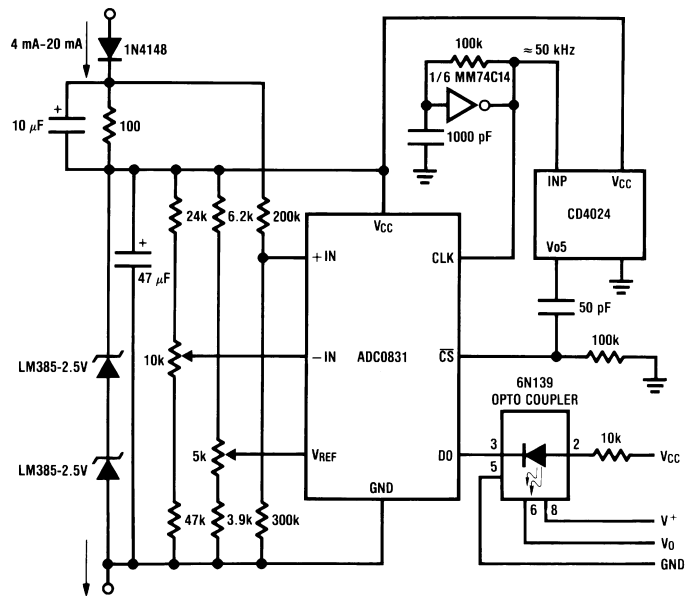 4 mA-20 mA
1N4148
10 µF
+
100
47 µF
+
24k
6.2k
200k
10k
5k
47k
3.9k
300k
LM385-2.5V
LM385-2.5V
VCC
+IN
−IN
VREF
GND
ADC0831
CLK
CS
DO
100k
1/6 MM74C14
≈ 50 kHz
1000 pF
INP
VCC
CD4024
VO5
50 pF
100k
6N139
OPTO COUPLER
3
2
5
6
8
10k
VCC
V+
VO
GND